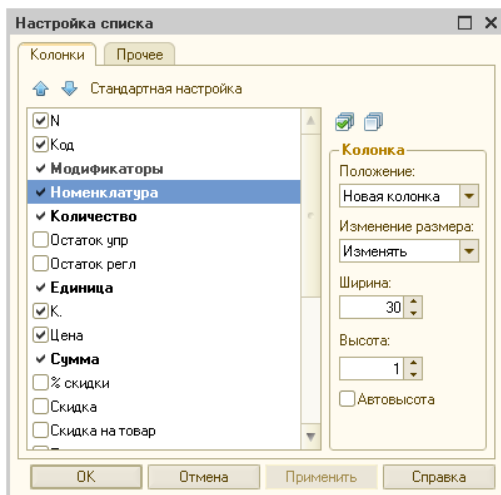 Настройка списка
Колонки
Прочее
Стандартная настройка
N
Код
Модификаторы
Номенклатура
Количество
Остаток упр
Остаток регл
Единица
К.
Цена
Сумма
% скидки
Скидка
Скидка на товар
Колонка
Положение:
Новая колонка
Изменение размера:
Изменять
Ширина:
30
Высота:
1
Автовысота
OK
Отмена
Применить
Справка